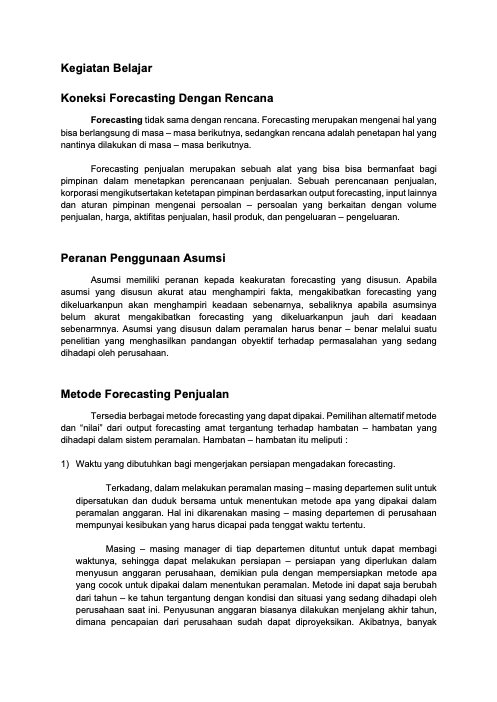 Kegiatan Belajar
Koneksi Forecasting Dengan Rencana
Forecasting tidak sama dengan rencana. Forecasting merupakan mengenai hal yang
bisa berlangsung di masa – masa berikutnya, sedangkan rencana adalah penetapan hal yang
nantinya dilakukan di masa – masa berikutnya.
Forecasting penjualan merupakan sebuah alat yang bisa bisa bermanfaat bagi
pimpinan dalam menetapkan perencanaan penjualan. Sebuah perencanaan penjualan,
korporasi mengikutsertakan ketetapan pimpinan berdasarkan output forecasting, input lainnya
dan aturan pimpinan mengenai persoalan – persoalan yang berkaitan dengan volume
penjualan, harga, aktifitas penjualan, hasil produk, dan pengeluaran – pengeluaran.
Peranan Penggunaan Asumsi
Asumsi memiliki peranan kepada keakuratan forecasting yang disusun. Apabila
asumsi yang disusun akurat atau menghampiri fakta, mengakibatkan forecasting yang
dikeluarkanpun akan menghampiri keadaan sebenarnya, sebaliknya apabila asumsinya
belum akurat mengakibatkan forecasting yang dikeluarkanpun jauh dari keadaan
sebenarmnya. Asumsi yang disusun dalam peramalan harus benar – benar melalui suatu
penelitian yang menghasilkan pandangan obyektif terhadap permasalahan yang sedang
dihadapi oleh perusahaan.
Metode Forecasting Penjualan
Tersedia berbagai metode forecasting yang dapat dipakai. Pemilihan alternatif metode
dan “nilai” dari output forecasting amat tergantung terhadap hambatan – hambatan yang
dihadapi dalam sistem peramalan. Hambatan – hambatan itu meliputi :
1) Waktu yang dibutuhkan bagi mengerjakan persiapan mengadakan forecasting.
Terkadang, dalam melakukan peramalan masing – masing departemen sulit untuk
dipersatukan dan duduk bersama untuk menentukan metode apa yang dipakai dalam
peramalan anggaran. Hal ini dikarenakan masing – masing departemen di perusahaan
mempunyai kesibukan yang harus dicapai pada tenggat waktu tertentu.
Masing – masing manager di tiap departemen dituntut untuk dapat membagi
waktunya, sehingga dapat melakukan persiapan – persiapan yang diperlukan dalam
menyusun anggaran perusahaan, demikian pula dengan mempersiapkan metode apa
yang cocok untuk dipakai dalam menentukan peramalan. Metode ini dapat saja berubah
dari tahun – ke tahun tergantung dengan kondisi dan situasi yang sedang dihadapi oleh
perusahaan saat ini. Penyusunan anggaran biasanya dilakukan menjelang akhir tahun,
dimana pencapaian dari perusahaan sudah dapat diproyeksikan. Akibatnya, banyak